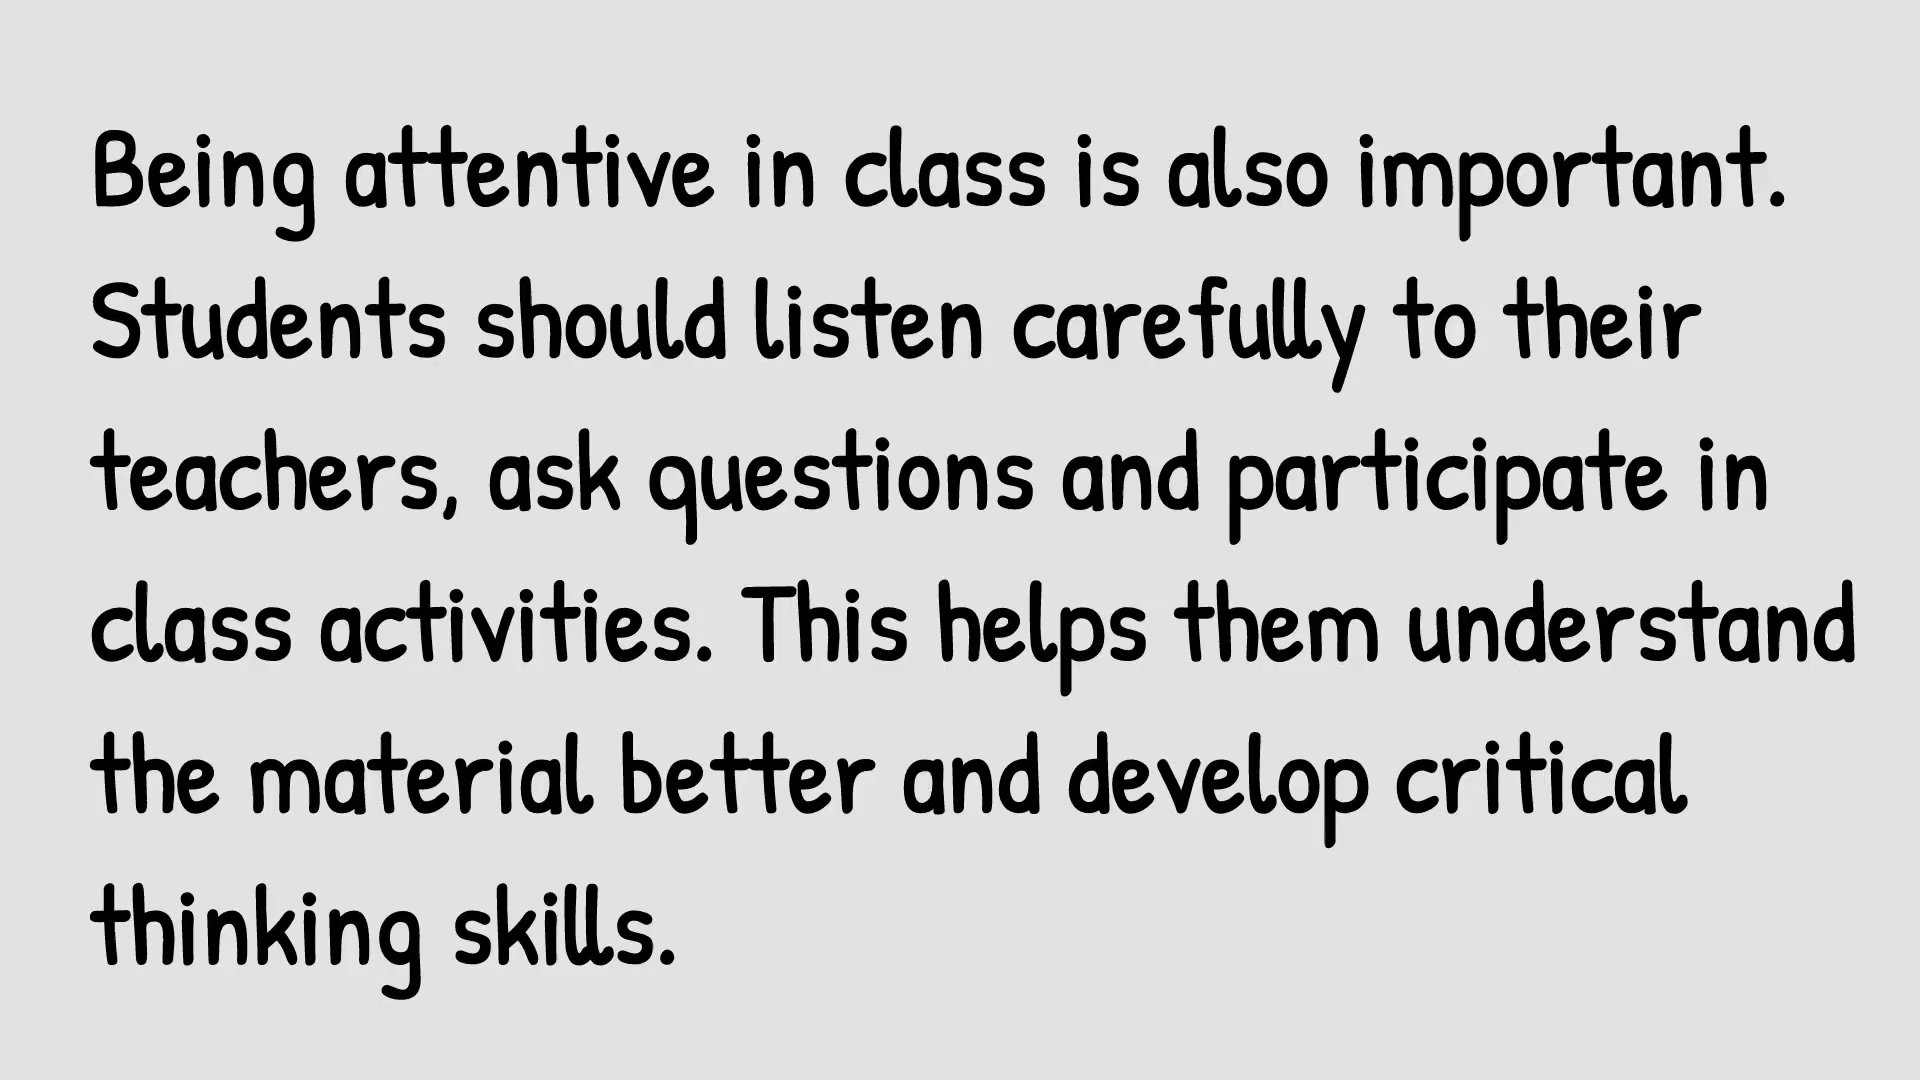 Being attentive in class is also important.
Students should listen carefully to their
teachers, ask questions and participate in
class activities. This helps them understand
the material better and develop critical
thinking skills.